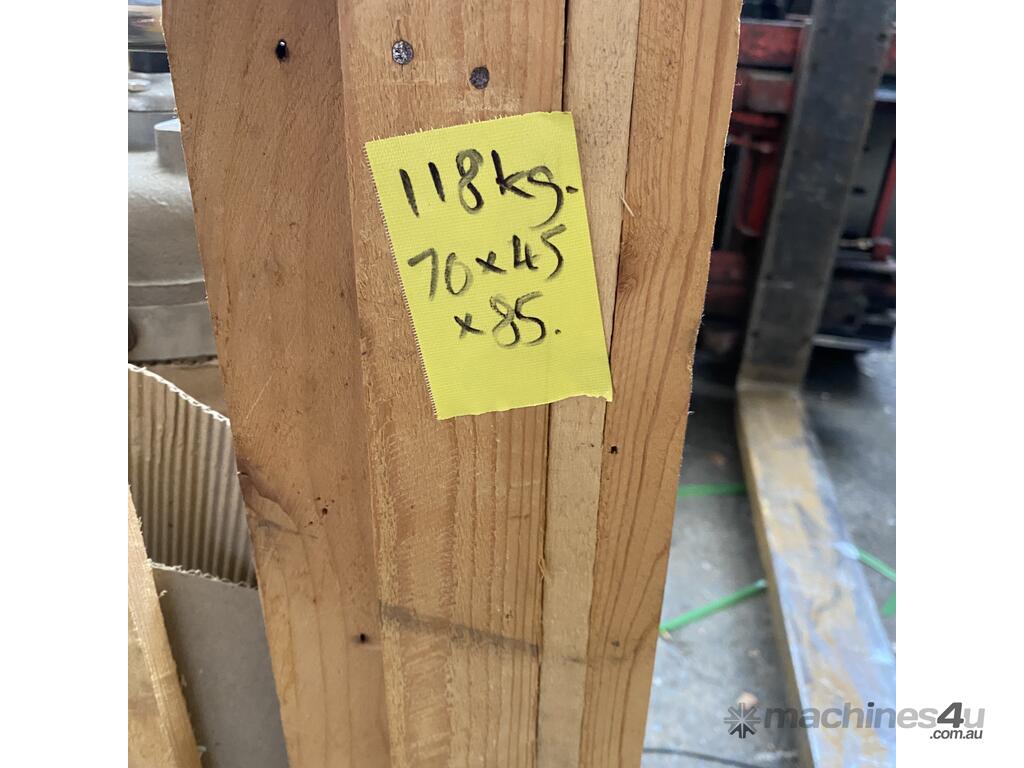 118kg.
70x45
x85.
machines4u
.com.au